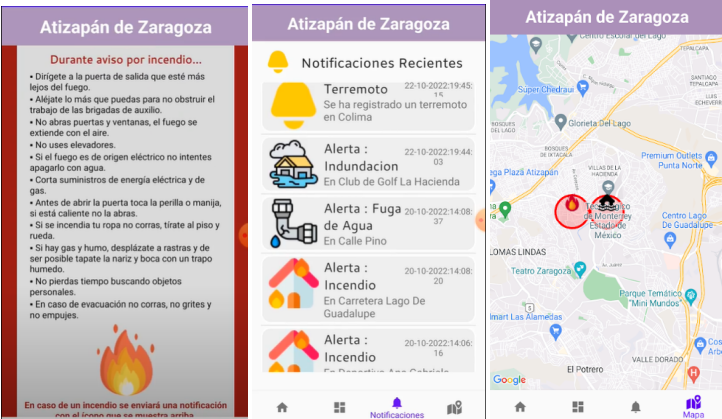 Atizapán de Zaragoza
Durante aviso por incendio...
• Dirígete a la puerta de salida que esté más
lejos del fuego.
• Aléjate lo más que puedas para no obstruir el
trabajo de las brigadas de auxilio.
• No abras puertas y ventanas, el fuego se
extiende con el aire.
• No uses elevadores.
• Si el fuego es de origen eléctrico no intentes
apagarlo con agua.
• Corta suministros de energía eléctrica y de
gas.
• Antes de abrir la puerta toca la perilla o manija,
si está caliente no la abras.
• Si se incendia tu ropa no corras, tírate al piso y
rueda.
• Si hay gas y humo, desplázate a rastras y de
ser posible tapate la nariz y boca con un trapo
humedo.
• No pierdas tiempo buscando objetos
personales.
• En caso de evacuación no corras, no grites y
no empujes.
En caso de un incendio se enviará una notificación
con el ícono que se muestra arriba
Atizapán de Zaragoza
Notificaciones Recientes
Terremoto
22-10-2022:19:45:
15
Se ha registrado un terremoto
en Colima
Alerta :
Indundacion
22-10-2022:19:44:
03
En Club de Golf La Hacienda
Alerta : Fuga
de Agua
20-10-2022:14:08:
37
En Calle Pino
Alerta :
Incendio
20-10-2022:14:08:
20
En Carretera Lago De
Guadalupe
Alerta :
Incendio
20-10-2022:14:06:
16
En Deportivo Ana Gabriela
Notificaciones
Atizapán de Zaragoza
Centro Escolar del Lago
TEPALCAPA
SANTIAGO
TEPALCAPA
Super Chedraui
LUIS
ECHEVER
Glorieta Del Lago
BOSQUES
DEL LAGO
BOSQUES
DE IXTACALA
VILLAS DE LA
HACIENDA
Premium Outlets
Punta Norte
ega Plaza Atizapán
Tecnológico
de Monterrey
Estado de
México
Centro Lago
De Guadalupe
LOMAS LINDAS
Teatro Zaragoza
Av. Juárez
Parque Temático
"Mini Mundos"
lmart Las Alamedas
Cos
Arbo
VALLE DORADO
El Potrero
Google
Mapa